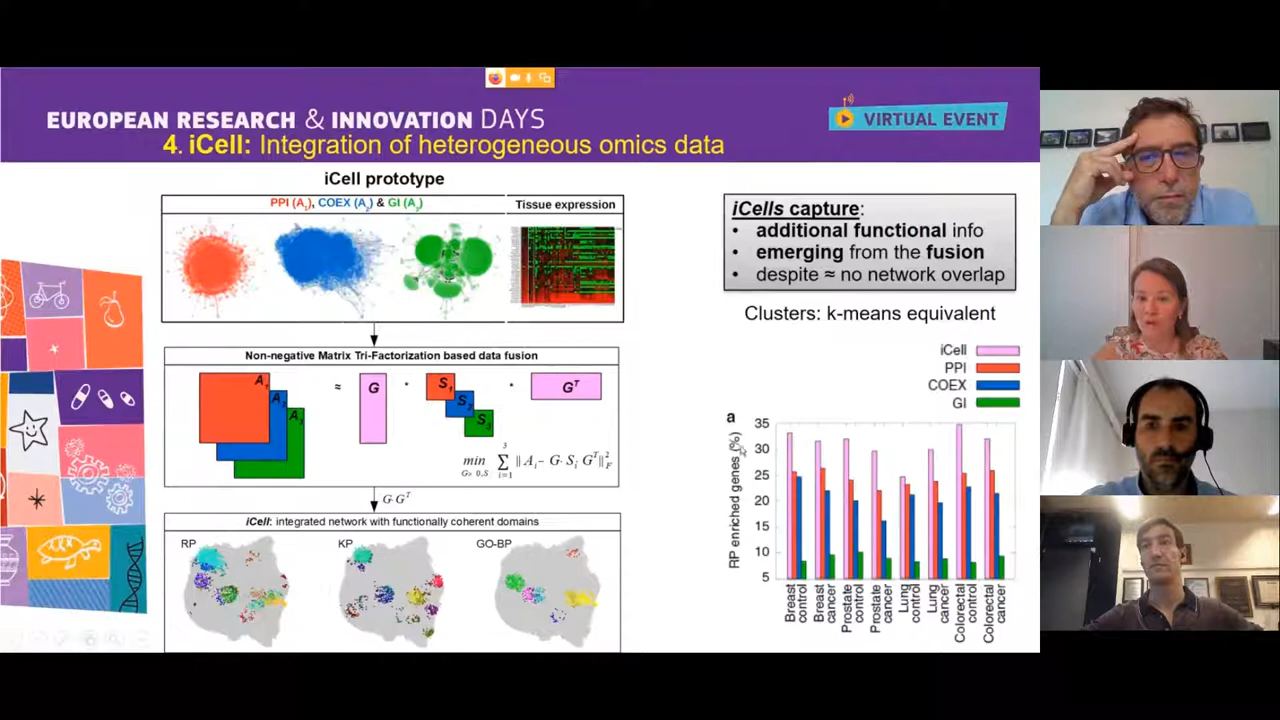 EUROPEAN RESEARCH & INNOVATION DAYS
VIRTUAL EVENT
4. iCell: Integration of heterogeneous omics data
iCell prototype
PPI (A1), COEX (A2) & GI (A3)
Tissue expression
Non-negative Matrix Tri-Factorization based data fusion
A1
A2
A3
≈ G · S1 · G^T
S2
S3
min G≥0,S ∑ i=1 3 ‖ A_i − G· S_i G^T‖ F 2
G·G^T
iCell: integrated network with functionally coherent domains
RP
KP
GO-BP
iCells capture:
• additional functional info
• emerging from the fusion
• despite ≈ no network overlap
Clusters: k-means equivalent
iCell
PPI
COEX
GI
a
RP enriched genes (%)
35
30
25
20
15
10
5
Breast control
Breast cancer
Prostate control
Prostate cancer
Lung control
Lung cancer
Colorectal control
Colorectal cancer